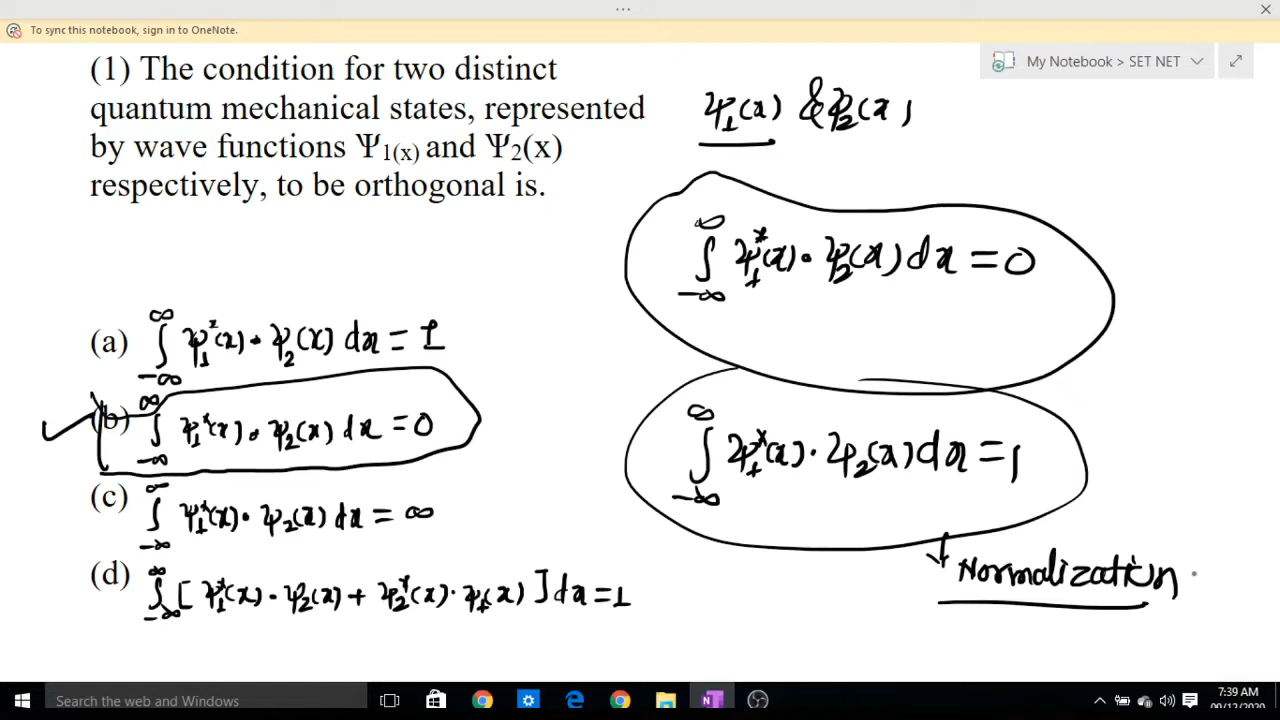 ...
To sync this notebook, sign in to OneNote.
My Notebook > SET NET
(1) The condition for two distinct
quantum mechanical states, represented
by wave functions Ψ1(x) and Ψ2(x)
respectively, to be orthogonal is.
ψ1(x) & ψ2(x)
∫_{-∞}^{∞} ψ1*(x) · ψ2(x) dx = 0
(a) ∫_{-∞}^{∞} ψ1*(x) · ψ2(x) dx = 1
(b) ∫_{-∞}^{∞} ψ1*(x) · ψ2(x) dx = 0
(c) ∫_{-∞}^{∞} ψ1*(x) · ψ2(x) dx = ∞
(d) ∫_{-∞}^{∞} [ψ1*(x) · ψ2(x) + ψ2*(x) · ψ1(x)] dx = 1
∫_{-∞}^{∞} ψ1*(x) · ψ2(x) dx = 1
Normalization
Search the web and Windows
7:39 AM
09/12/2020